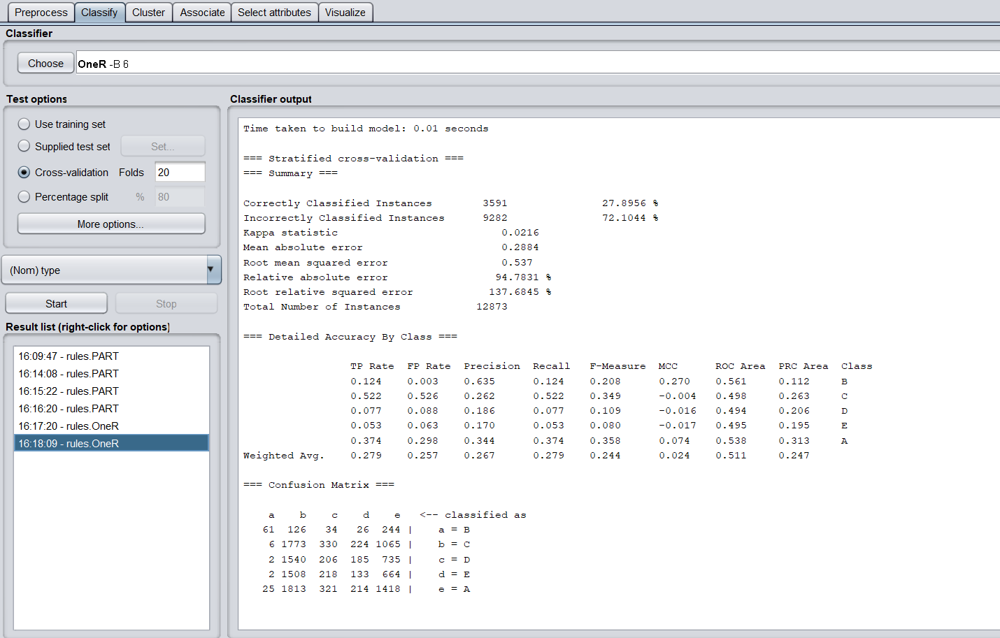 Preprocess Classify Cluster Associate Select attributes Visualize
Classifier
Choose OneR -B 6
Test options
Use training set
Supplied test set Set...
Cross-validation Folds 20
Percentage split % 80
More options...
(Nom) type
Start Stop
Result list (right-click for options)
16:09:47 - rules.PART
16:14:08 - rules.PART
16:15:22 - rules.PART
16:16:20 - rules.PART
16:17:20 - rules.OneR
16:18:09 - rules.OneR
Classifier output
Time taken to build model: 0.01 seconds
=== Stratified cross-validation ===
=== Summary ===
Correctly Classified Instances 3591 27.8956 %
Incorrectly Classified Instances 9282 72.1044 %
Kappa statistic 0.0216
Mean absolute error 0.2884
Root mean squared error 0.537
Relative absolute error 94.7831 %
Root relative squared error 137.6845 %
Total Number of Instances 12873
=== Detailed Accuracy By Class ===
TP Rate FP Rate Precision Recall F-Measure MCC ROC Area PRC Area Class
0.124 0.003 0.635 0.124 0.208 0.270 0.561 0.112 B
0.522 0.526 0.262 0.522 0.349 -0.004 0.498 0.263 C
0.077 0.088 0.186 0.077 0.109 -0.016 0.494 0.206 D
0.053 0.063 0.170 0.053 0.080 -0.017 0.495 0.195 E
0.374 0.298 0.344 0.374 0.358 0.074 0.538 0.313 A
Weighted Avg. 0.279 0.257 0.267 0.279 0.244 0.024 0.511 0.247
=== Confusion Matrix ===
a b c d e <-- classified as
61 126 34 26 244 | a = B
6 1773 330 224 1065 | b = C
2 1540 206 185 735 | c = D
2 1508 218 133 664 | d = E
25 1813 321 214 1418 | e = A